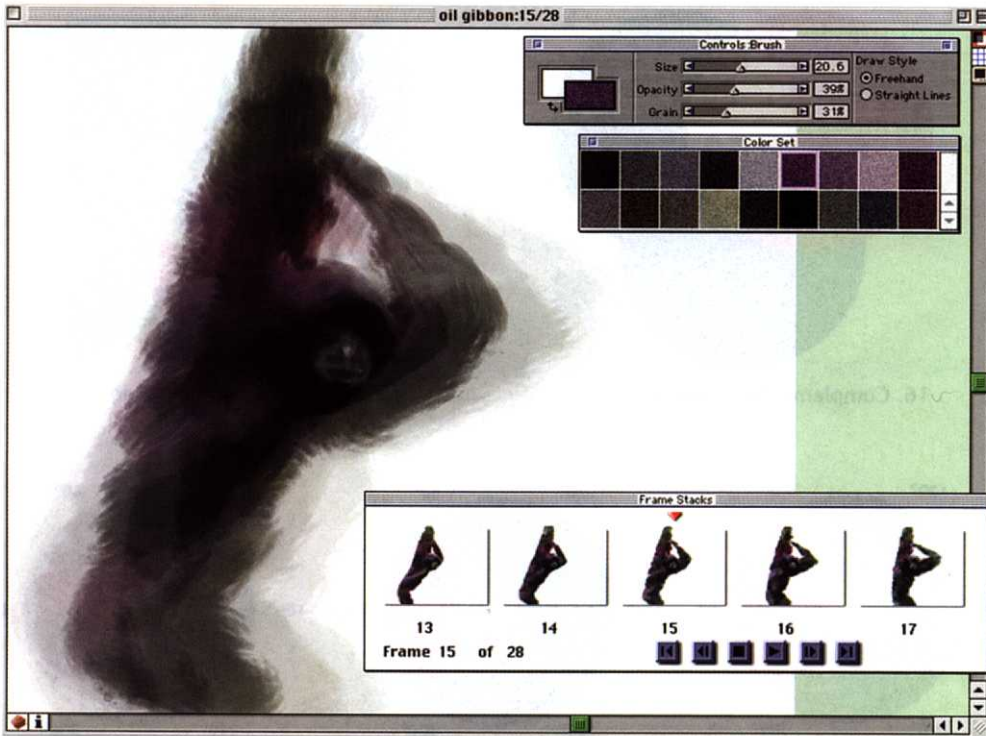 oil gibbon:15/28
Controls:Brush
Size 20.6
Opacity 39%
Grain 31%
Draw Style
Freehand
Straight Lines
Color Set
16.
Frame Stacks
13 14 15 16 17
Frame 15 of 28
i